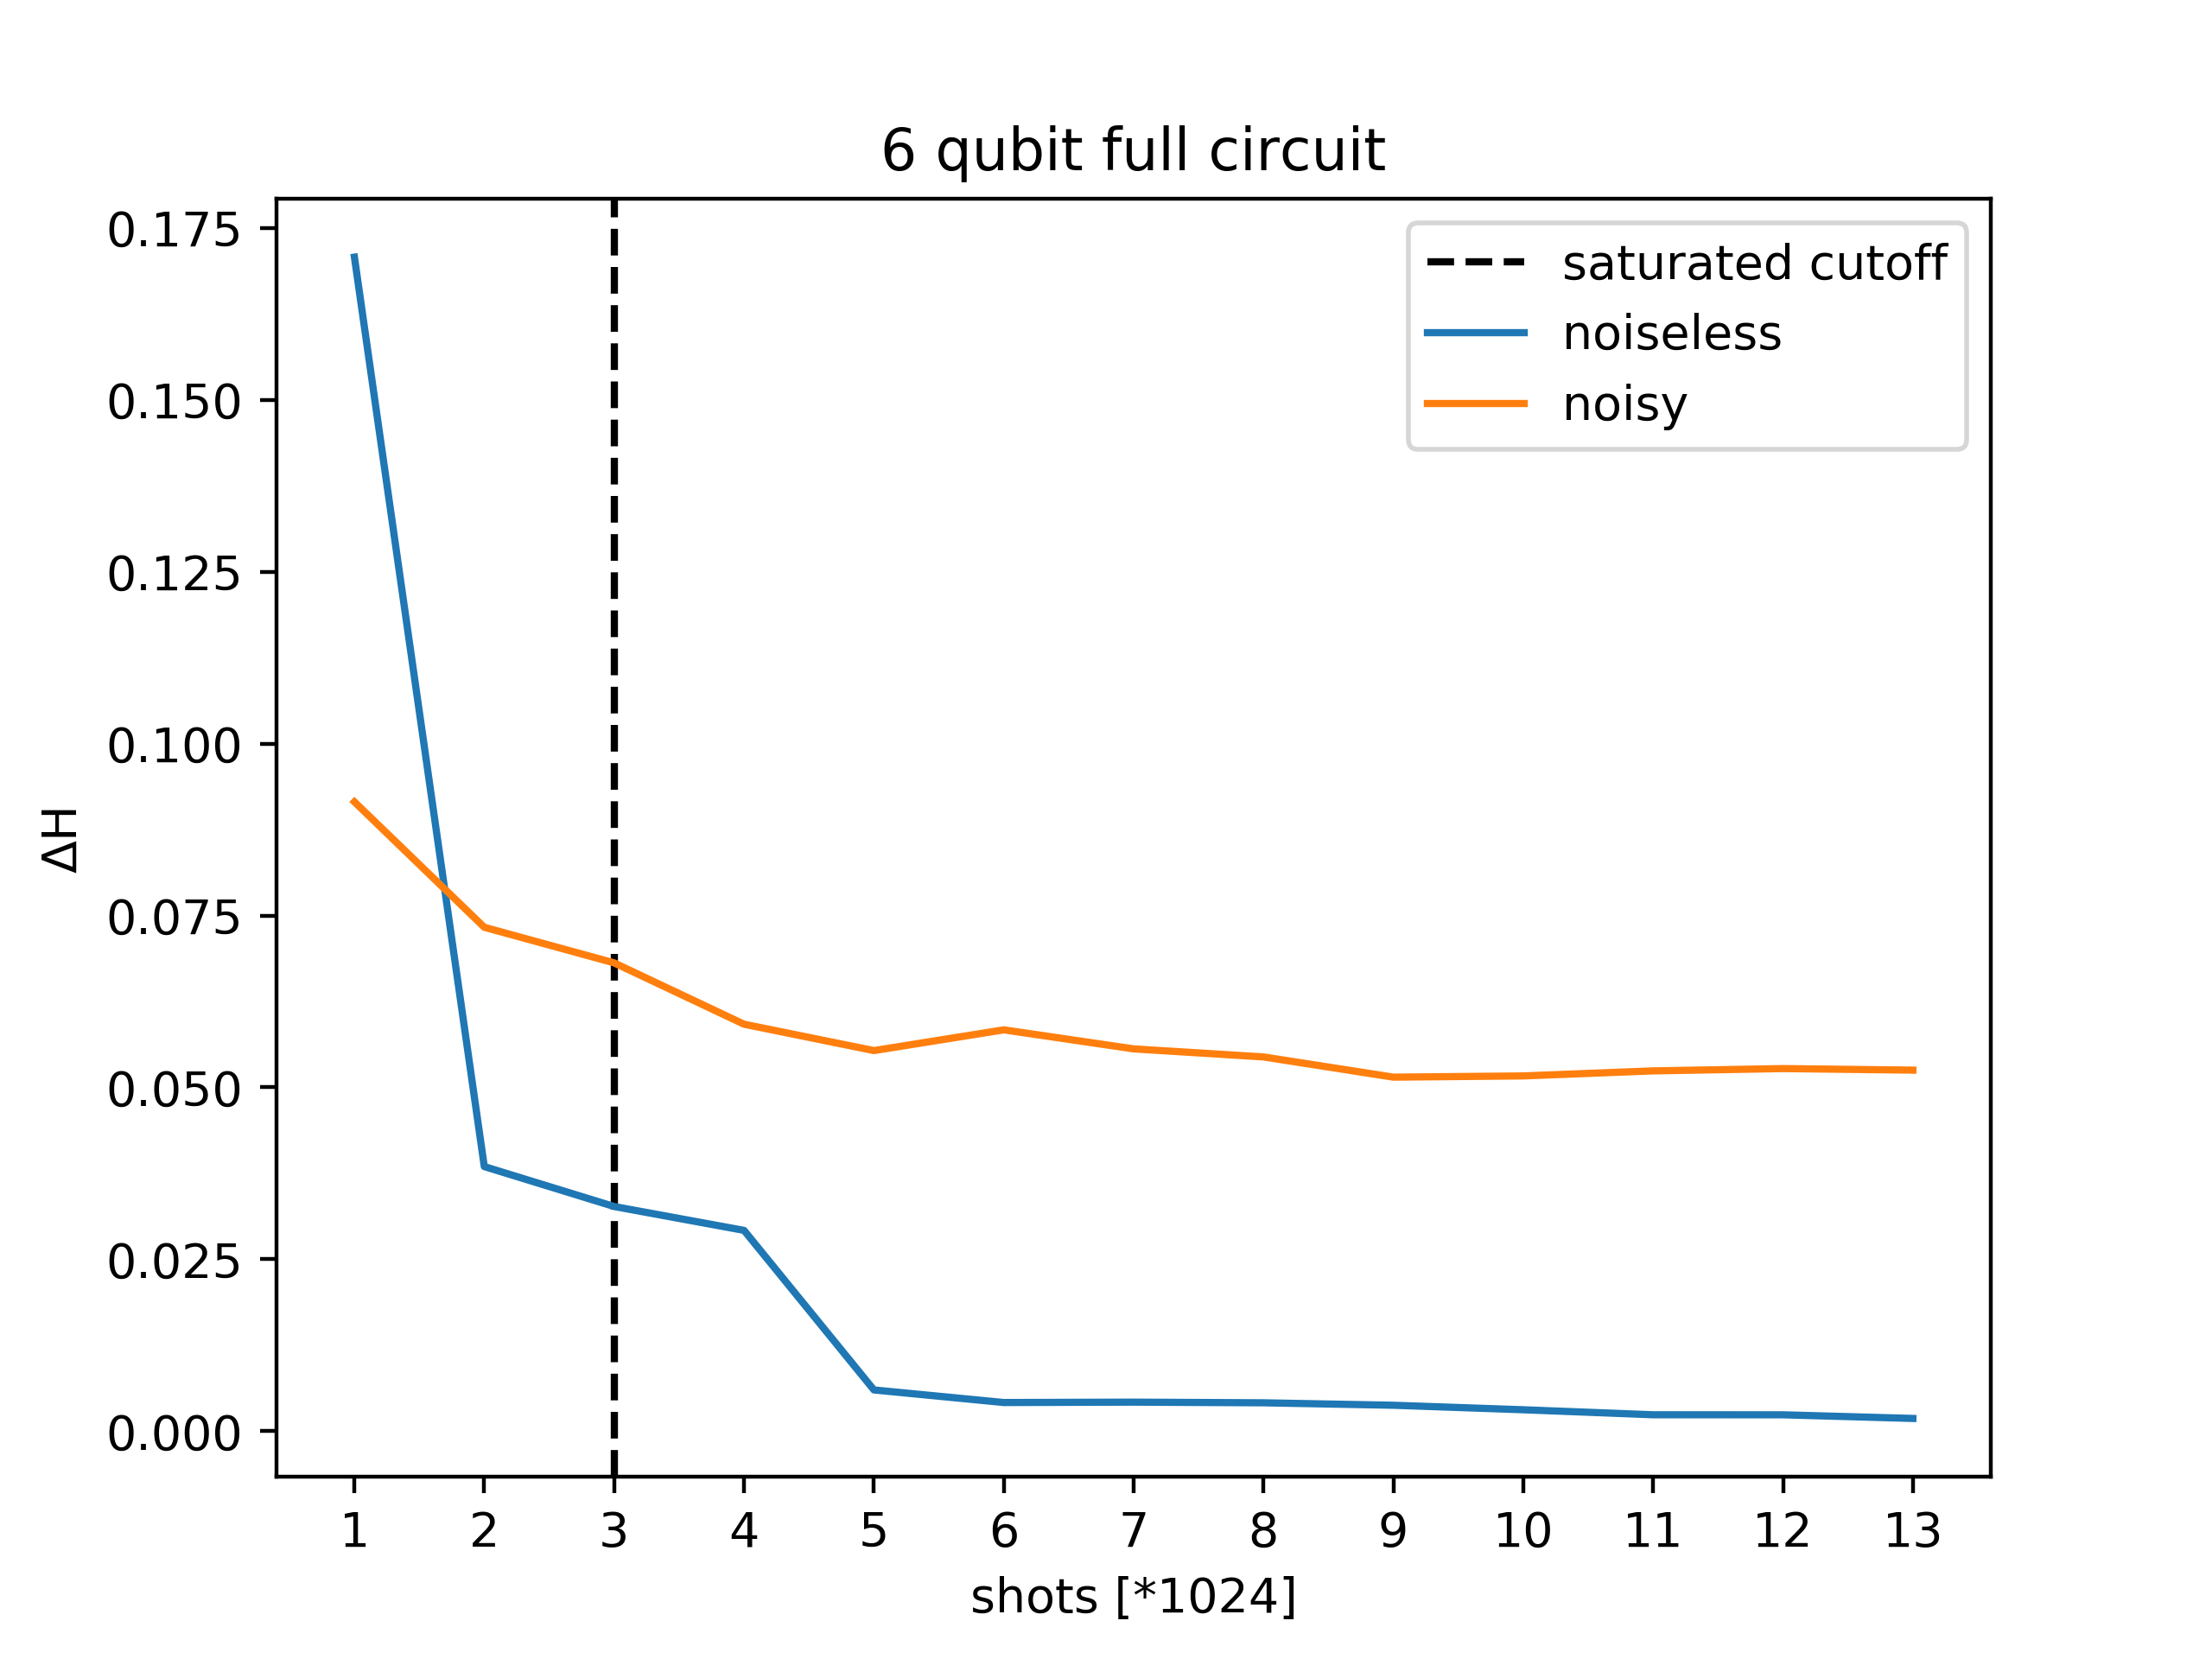 6 qubit full circuit
saturated cutoff
noiseless
noisy
0.175
0.150
0.125
0.100
0.075
0.050
0.025
0.000
ΔH
1 2 3 4 5 6 7 8 9 10 11 12 13
shots [*1024]